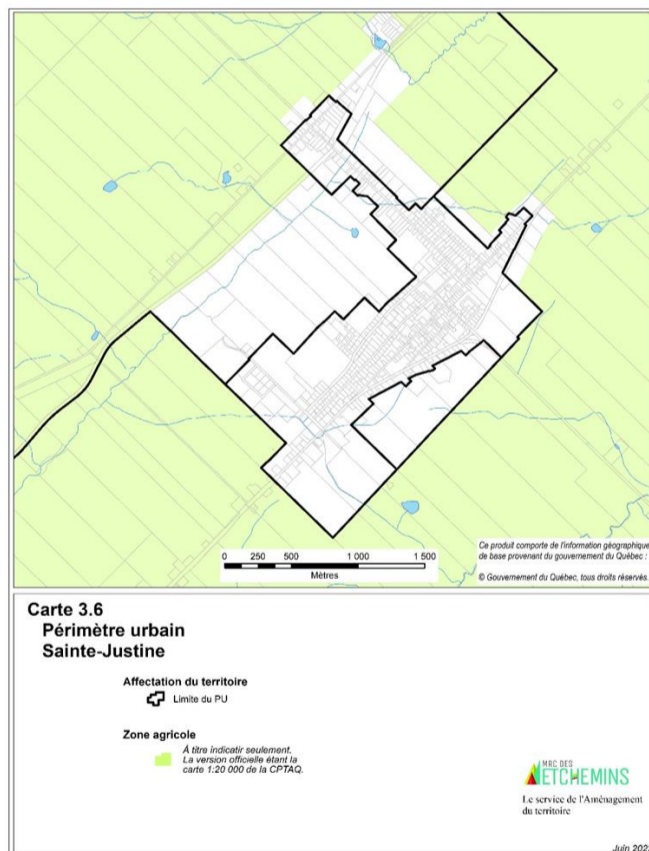 0 250 500 1 000 1 500
Mètres
Ce produit comporte de l'information géographique
de base provenant du gouvernement du Québec :
© Gouvernement du Québec, tous droits réservés.
Carte 3.6
Périmètre urbain
Sainte-Justine
Affectation du territoire
Limite du PU
Zone agricole
À titre indicatif seulement.
La version officielle étant la
carte 1:20 000 de la CPTAQ.
MRC DES
ETCHEMINS
Le service de l'Aménagement
du territoire
Juin